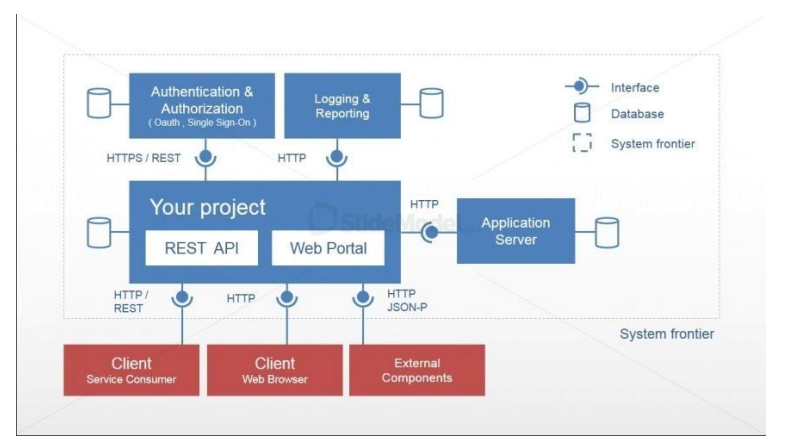 Authentication &
Authorization
( Oauth , Single Sign-On )
Logging &
Reporting
Interface
Database
System frontier
HTTPS / REST
HTTP
Your project
REST API
Web Portal
SlideModel
HTTP
Application
Server
HTTP /
REST
HTTP
HTTP
JSON-P
System frontier
Client
Service Consumer
Client
Web Browser
External
Components